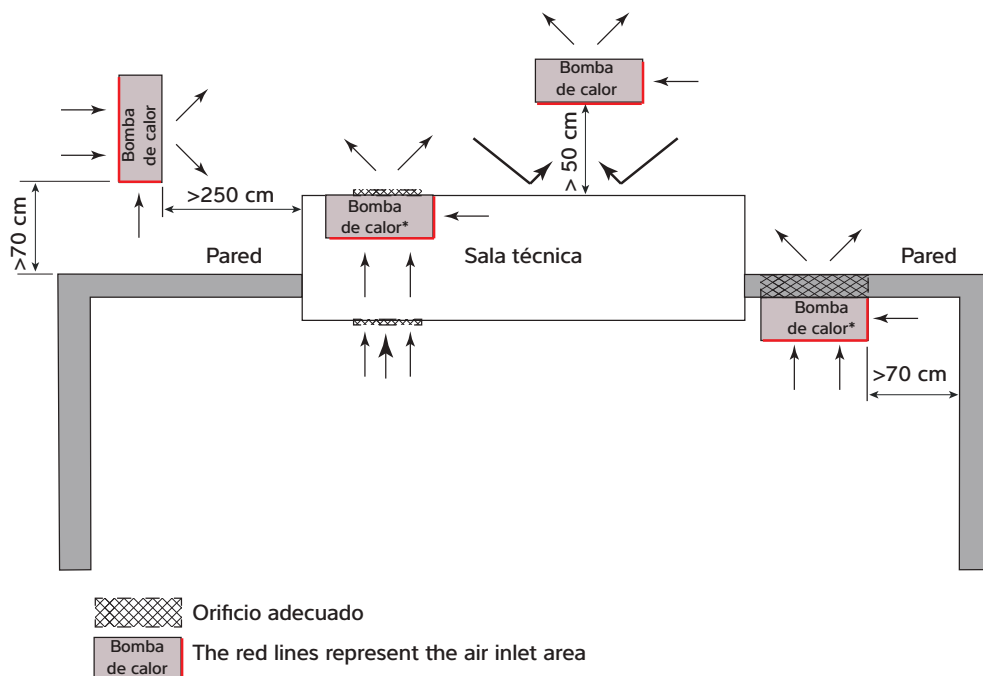 Bomba
de calor
Bomba
de calor
> 50 cm
>250 cm
>70 cm
Bomba
de calor*
Pared
Sala técnica
Pared
Bomba
de calor*
>70 cm
Orificio adecuado
Bomba
de calor
The red lines represent the air inlet area